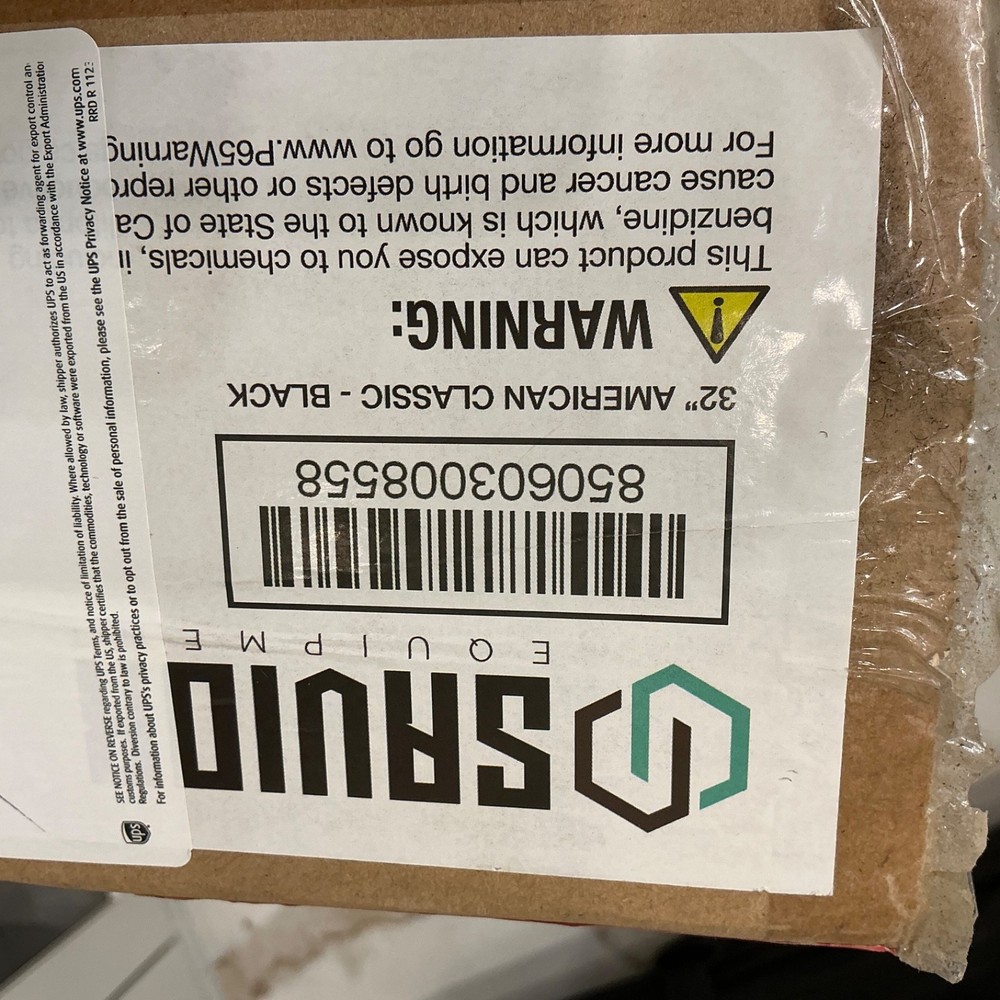 SAVIO
EQUIPME
850603008558
32” AMERICAN CLASSIC - BLACK
WARNING:
This product can expose you to chemicals, i
benzidine, which is known to the State of Ca
cause cancer and birth defects or other repr
For more information go to www.P65Warning
SEE NOTICE ON REVERSE regarding UPS Terms, and notice of limitation of liability. Where allowed by law, shipper authorizes UPS to act as forwarding agent for export control an
customs purposes. If exported from the US, shipper certifies that the commodities, technology or software were exported from the US in accordance with the Export Administratio
Regulations. Diversion contrary to law is prohibited.
For information about UPS's privacy practices or to opt out from the sale of personal information, please see the UPS Privacy Notice at www.ups.com
RRD R 112
ups